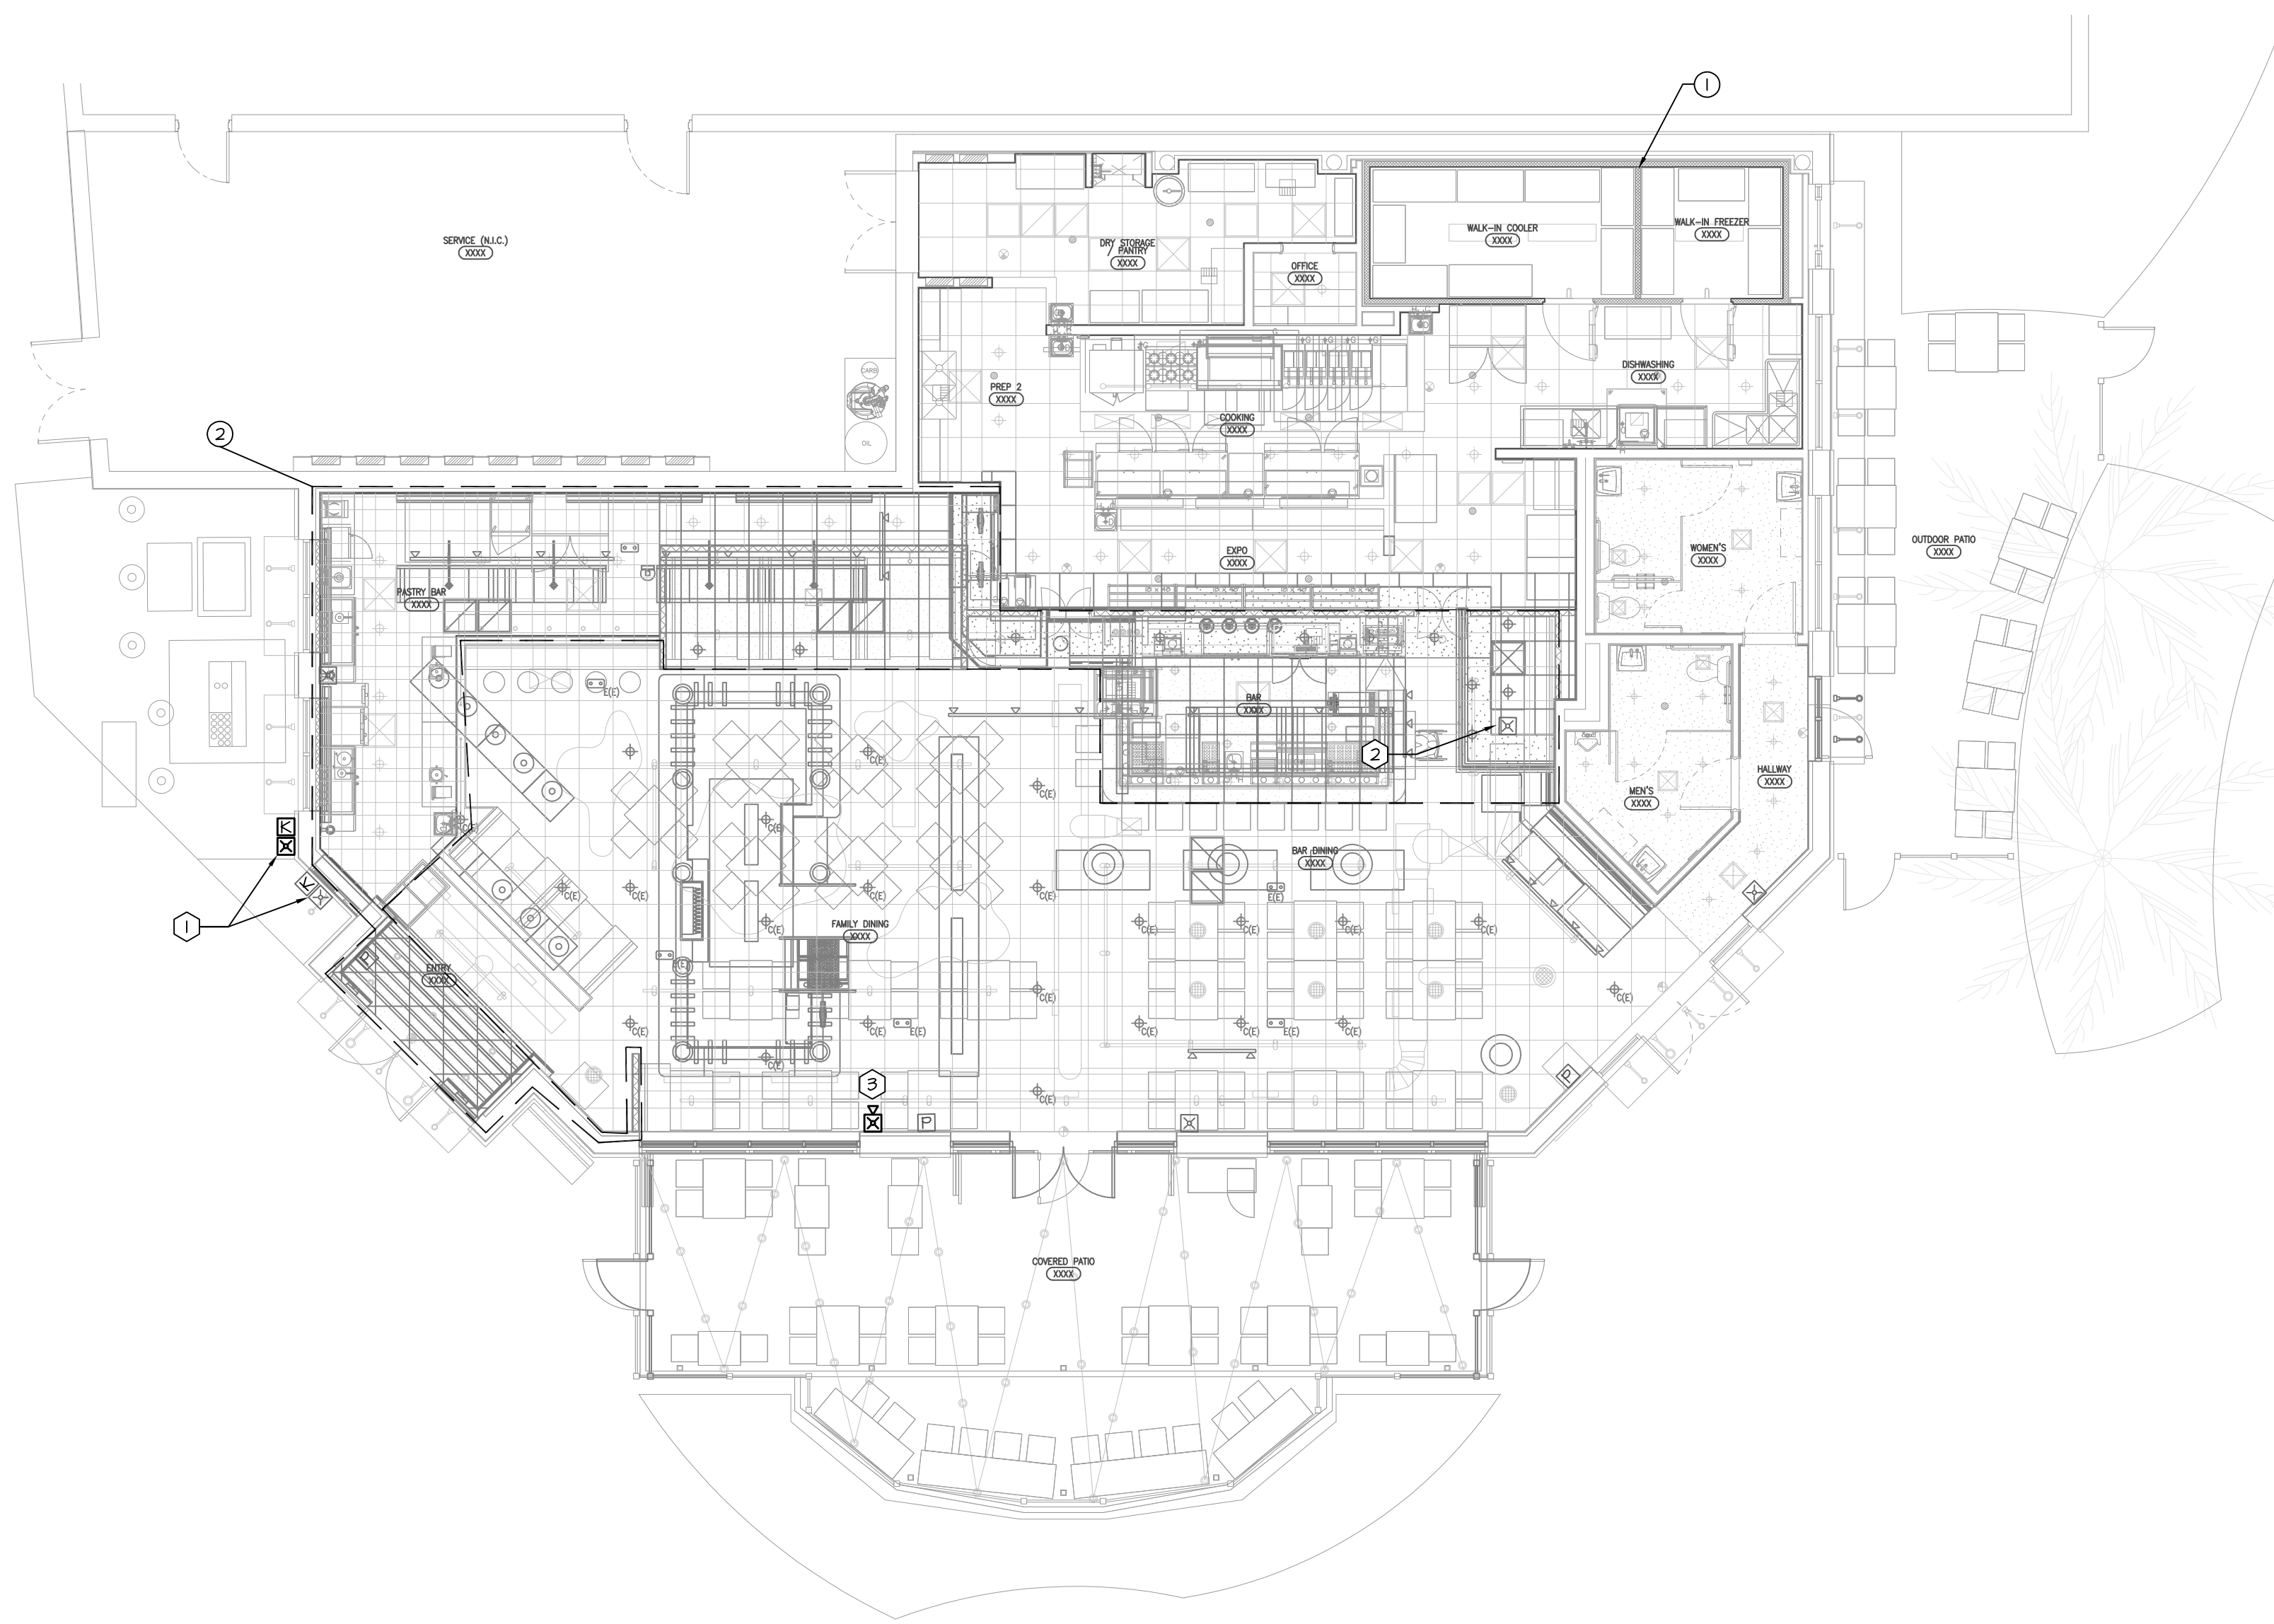 1
SERVICE (N.I.C.)
XXXX
DRY STORAGE
/ PANTRY
XXXX
OFFICE
XXXX
WALK-IN COOLER
XXXX
WALK-IN FREEZER
XXXX
CARB
OIL
PREP 2
XXXX
COOKING
XXXX
G
G
G
G
G
DISHWASHING
XXXX
2
EXPO
XXXX
WOMEN'S
XXXX
OUTDOOR PATIO
XXXX
PASTRY BAR
XXXX
E(E)
BAR
XXXX
2
C(E)
C(E)
HALLWAY
XXXX
MEN'S
XXXX
K
C(E)
C(E)
BAR DINING
XXXX
K
C(E)
C(E)
C(E)
C(E)
E(E)
1
FAMILY DINING
XXXX
C(E)
C(E)
C(E)
C(E)
C(E)
P
ENTRY
XXXX
E(E)
C(E)
C(E)
C(E)
C(E)
E(E)
C(E)
C(E)
E(E)
C(E)
C(E)
3
P
C(E)
P
COVERED PATIO
XXXX